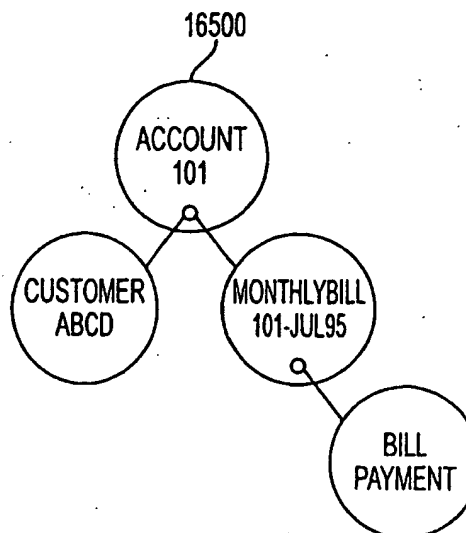 16500
ACCOUNT
101
CUSTOMER
ABCD
MONTHLYBILL
101-JUL95
BILL
PAYMENT